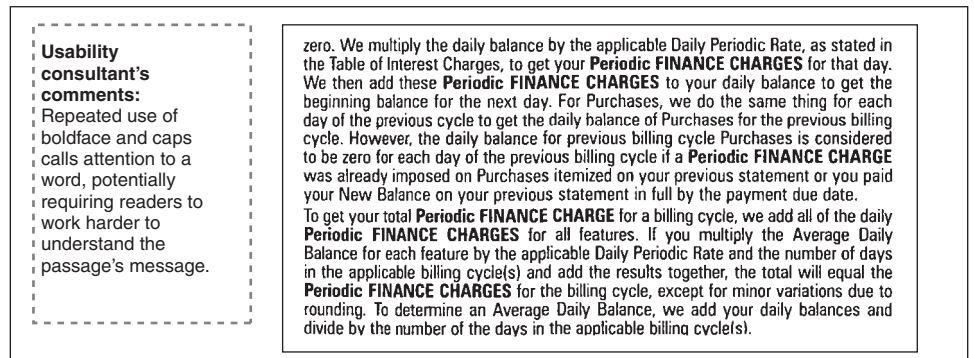 Usability
consultant's
comments:
Repeated use of
boldface and caps
calls attention to a
word, potentially
requiring readers to
work harder to
understand the
passage's message.
zero. We multiply the daily balance by the applicable Daily Periodic Rate, as stated in
the Table of Interest Charges, to get your Periodic FINANCE CHARGES for that day.
We then add these Periodic FINANCE CHARGES to your daily balance to get the
beginning balance for the next day. For Purchases, we do the same thing for each
day of the previous cycle to get the daily balance of Purchases for the previous billing
cycle. However, the daily balance for previous billing cycle Purchases is considered
to be zero for each day of the previous billing cycle if a Periodic FINANCE CHARGE
was already imposed on Purchases itemized on your previous statement or you paid
your New Balance on your previous statement in full by the payment due date.
To get your total Periodic FINANCE CHARGE for a billing cycle, we add all of the daily
Periodic FINANCE CHARGES for all features. If you multiply the Average Daily
Balance for each feature by the applicable Daily Periodic Rate and the number of days
in the applicable billing cycle(s) and add the results together, the total will equal the
Periodic FINANCE CHARGES for the billing cycle, except for minor variations due to
rounding. To determine an Average Daily Balance, we add your daily balances and
divide by the number of the days in the applicable billing cycle(s).